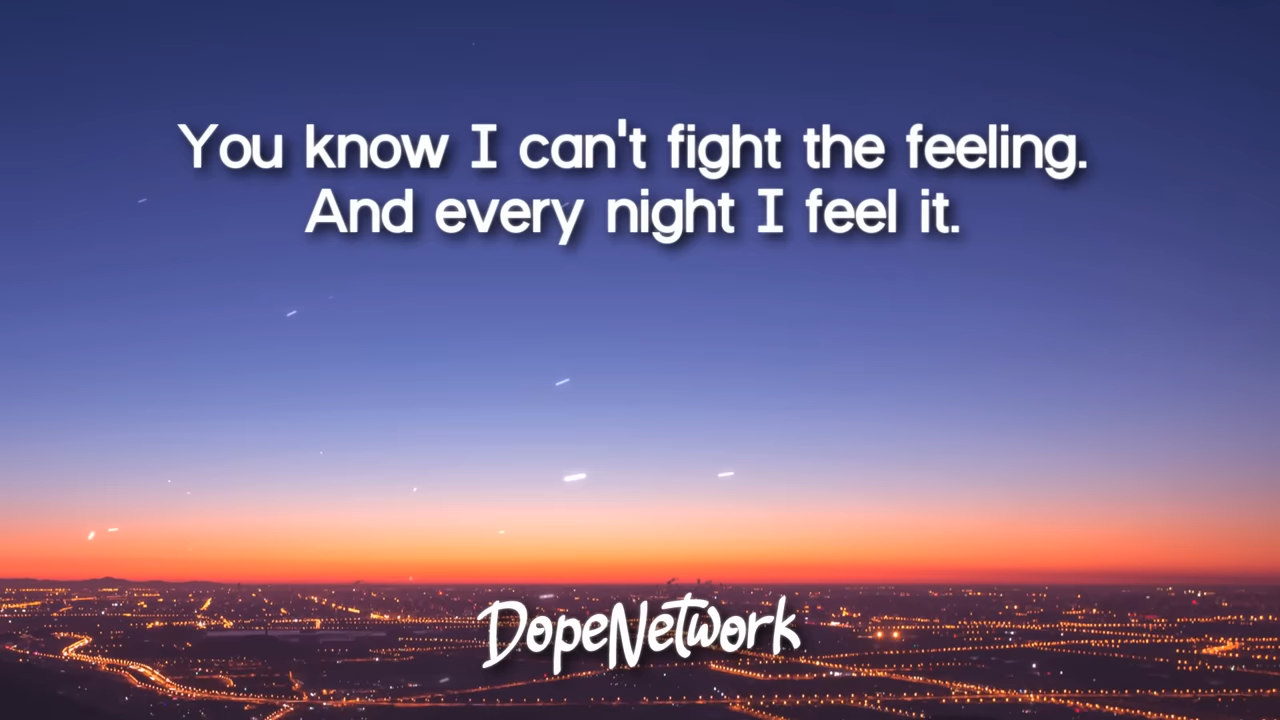 You know I can't fight the feeling.
And every night I feel it.
DopeNetwork